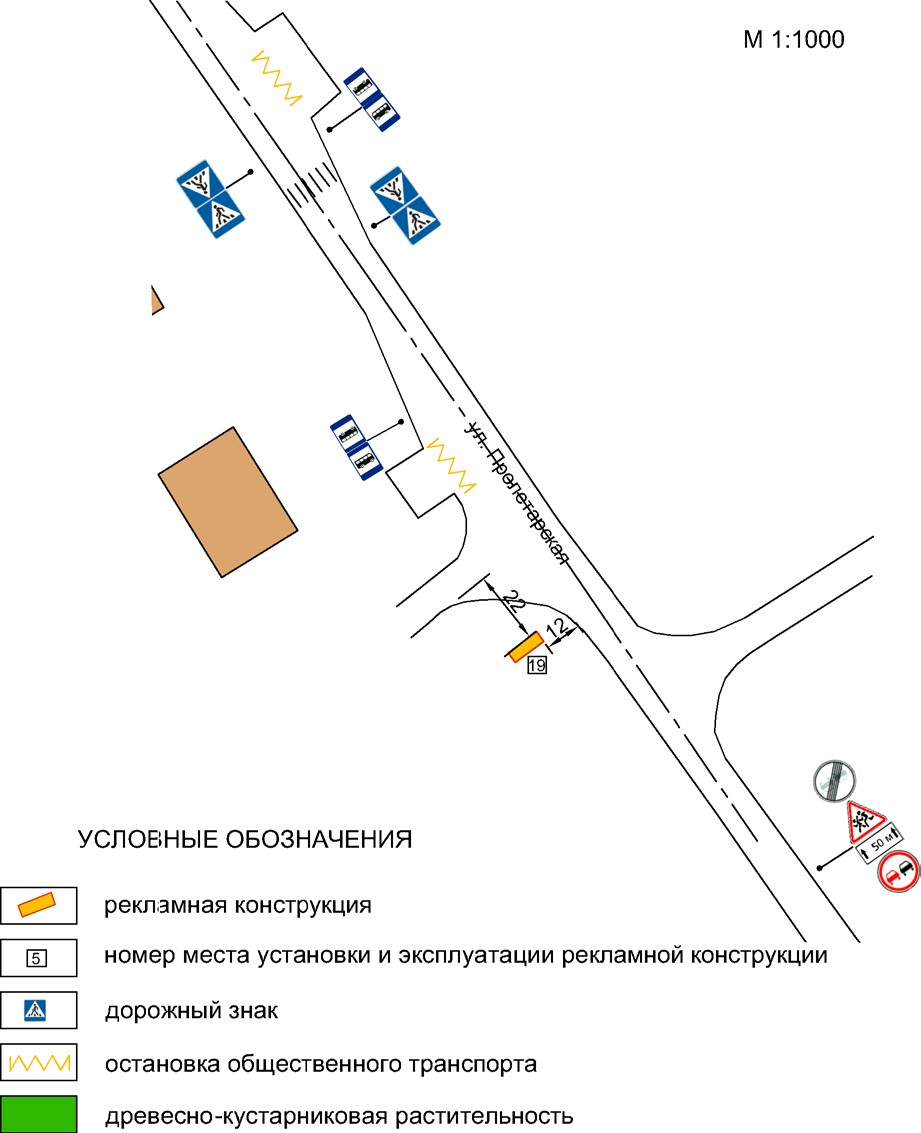 М 1:1000
ул. Пролетарская
22
12
19
50 м
УСЛОВНЫЕ ОБОЗНАЧЕНИЯ
рекламная конструкция
5
номер места установки и эксплуатации рекламной конструкции
дорожный знак
остановка общественного транспорта
древесно-кустарниковая растительность